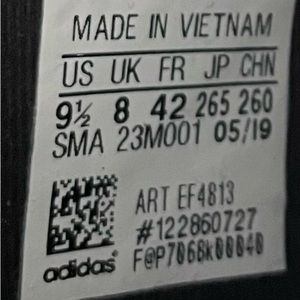 MADE IN VIETNAM
US UK FR JP CHN
9½ 8 42 265 260
SMA 23M001 05/19
ART EF4813
#122860727
F@P7068k00040
adidas